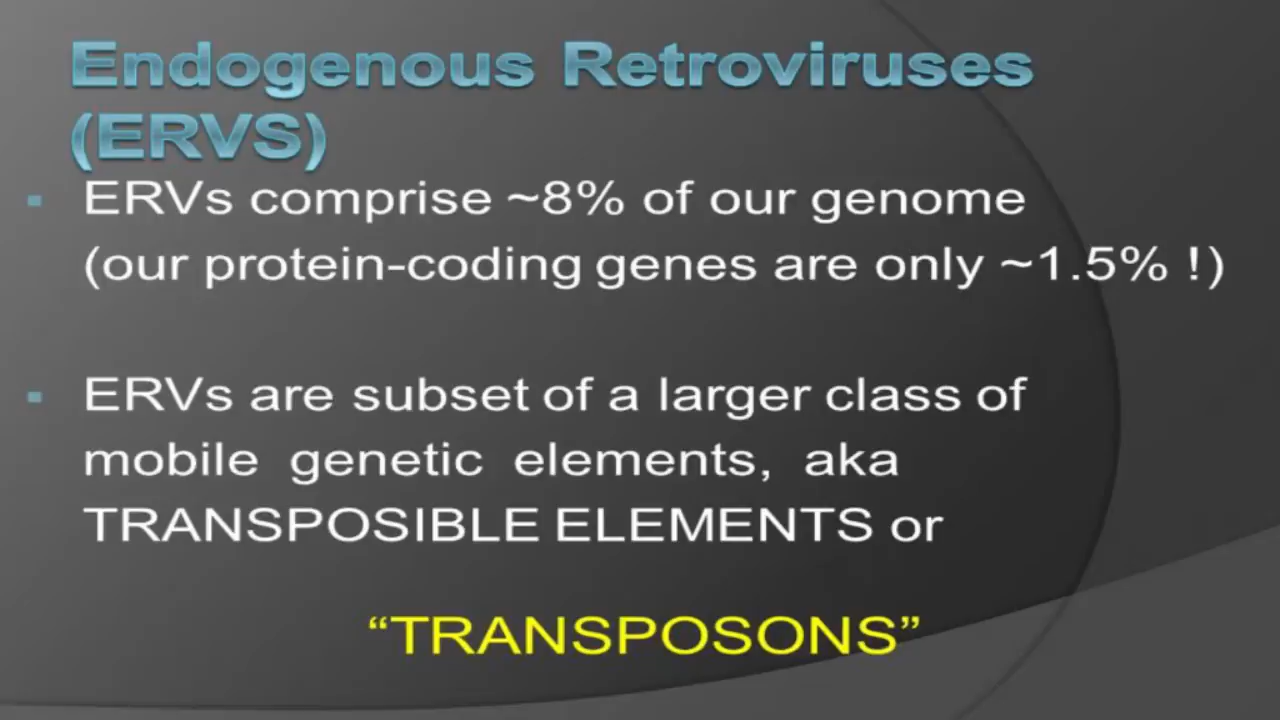 Endogenous Retroviruses
(ERVS)
▪ ERVs comprise ~8% of our genome
(our protein-coding genes are only ~1.5% !)
▪ ERVs are subset of a larger class of
mobile genetic elements, aka
TRANSPOSIBLE ELEMENTS or
“TRANSPOSONS”